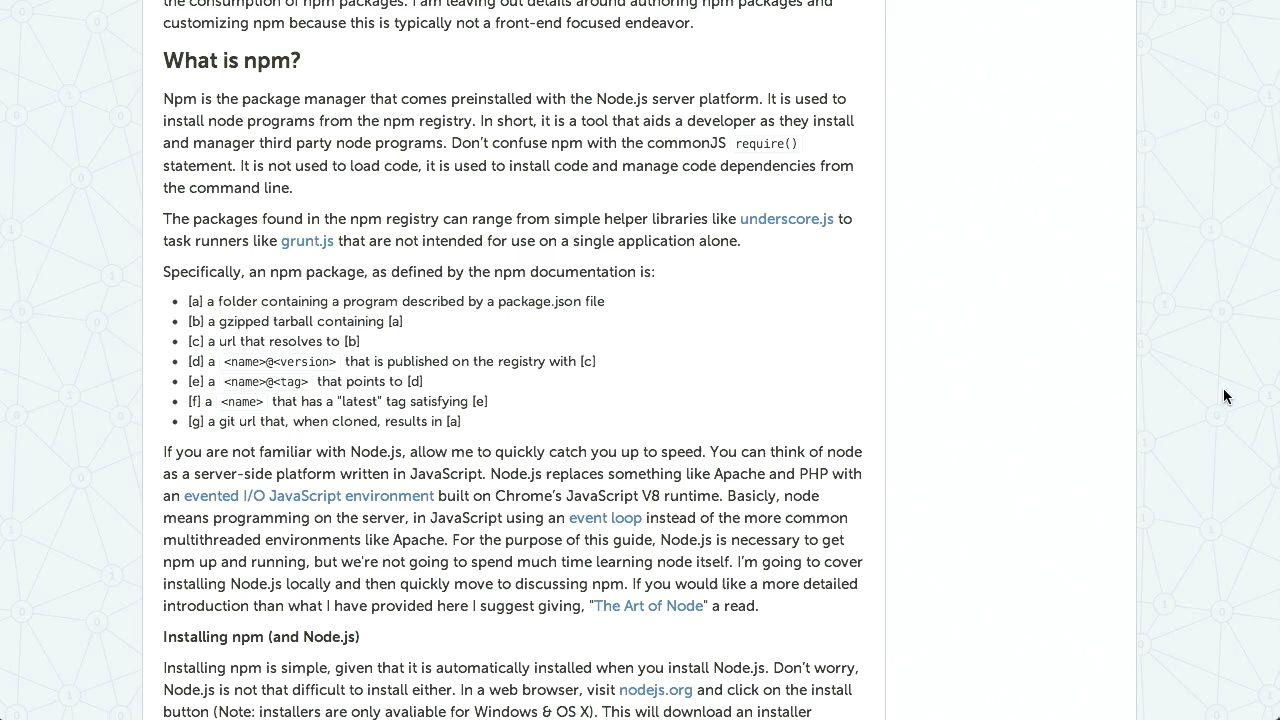 the consumption of npm packages. I am leaving out details around authoring npm packages and
customizing npm because this is typically not a front-end focused endeavor.
What is npm?
Npm is the package manager that comes preinstalled with the Node.js server platform. It is used to
install node programs from the npm registry. In short, it is a tool that aids a developer as they install
and manager third party node programs. Don’t confuse npm with the commonJS require()
statement. It is not used to load code, it is used to install code and manage code dependencies from
the command line.
The packages found in the npm registry can range from simple helper libraries like underscore.js to
task runners like grunt.js that are not intended for use on a single application alone.
Specifically, an npm package, as defined by the npm documentation is:
• [a] a folder containing a program described by a package.json file
• [b] a gzipped tarball containing [a]
• [c] a url that resolves to [b]
• [d] a <name>@<version> that is published on the registry with [c]
• [e] a <name>@<tag> that points to [d]
• [f] a <name> that has a "latest" tag satisfying [e]
• [g] a git url that, when cloned, results in [a]
If you are not familiar with Node.js, allow me to quickly catch you up to speed. You can think of node
as a server-side platform written in JavaScript. Node.js replaces something like Apache and PHP with
an evented I/O JavaScript environment built on Chrome’s JavaScript V8 runtime. Basicly, node
means programming on the server, in JavaScript using an event loop instead of the more common
multithreaded environments like Apache. For the purpose of this guide, Node.js is necessary to get
npm up and running, but we're not going to spend much time learning node itself. I’m going to cover
installing Node.js locally and then quickly move to discussing npm. If you would like a more detailed
introduction than what I have provided here I suggest giving, "The Art of Node" a read.
Installing npm (and Node.js)
Installing npm is simple, given that it is automatically installed when you install Node.js. Don’t worry,
Node.js is not that difficult to install either. In a web browser, visit nodejs.org and click on the install
button (Note: installers are only avaliable for Windows & OS X). This will download an installer